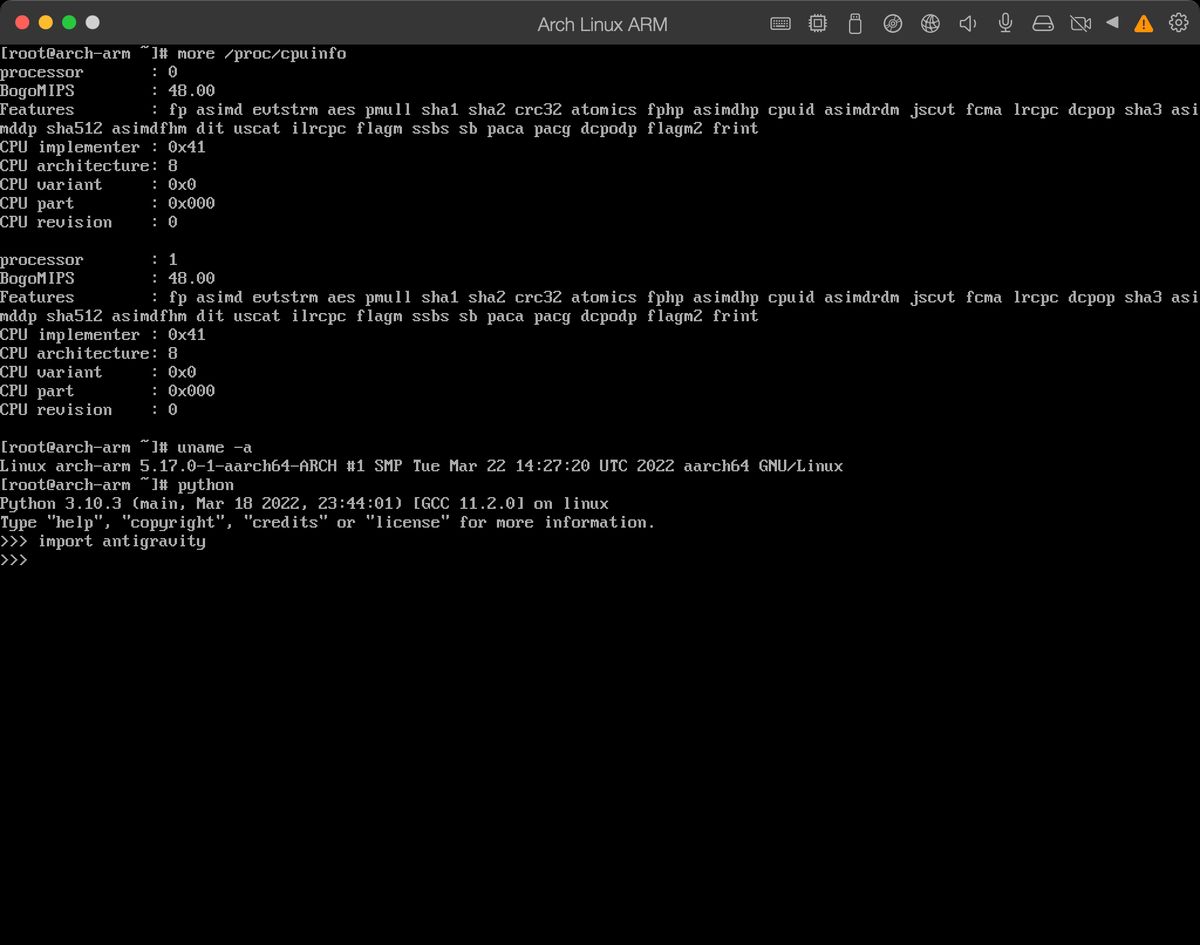 Arch Linux ARM
[root@arch-arm ~]# more /proc/cpuinfo
processor       : 0
BogoMIPS        : 48.00
Features        : fp asimd evtstrm aes pmull sha1 sha2 crc32 atomics fphp asimdhp cpuid asimdrdm jscvt fcma lrcpc dcpop sha3 asi
mddp sha512 asimdfhm dit uscat ilrcpc flagm ssbs sb paca pacg dcpodp flagm2 frint
CPU implementer : 0x41
CPU architecture: 8
CPU variant     : 0x0
CPU part        : 0x000
CPU revision    : 0

processor       : 1
BogoMIPS        : 48.00
Features        : fp asimd evtstrm aes pmull sha1 sha2 crc32 atomics fphp asimdhp cpuid asimdrdm jscvt fcma lrcpc dcpop sha3 asi
mddp sha512 asimdfhm dit uscat ilrcpc flagm ssbs sb paca pacg dcpodp flagm2 frint
CPU implementer : 0x41
CPU architecture: 8
CPU variant     : 0x0
CPU part        : 0x000
CPU revision    : 0

[root@arch-arm ~]# uname -a
Linux arch-arm 5.17.0-1-aarch64-ARCH #1 SMP Tue Mar 22 14:27:20 UTC 2022 aarch64 GNU/Linux
[root@arch-arm ~]# python
Python 3.10.3 (main, Mar 18 2022, 23:44:01) [GCC 11.2.0] on linux
Type "help", "copyright", "credits" or "license" for more information.
>>> import antigravity
>>>